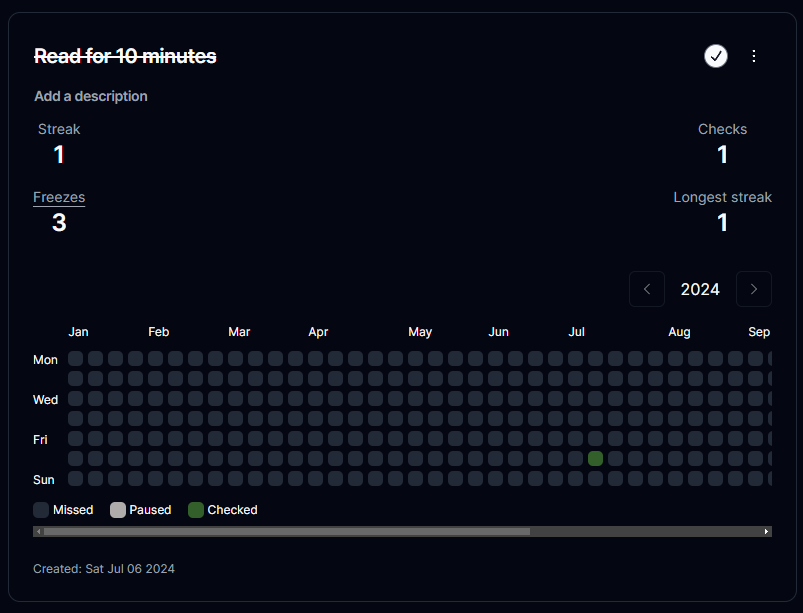 Read for 10 minutes
Add a description
Streak Checks
1 1
Freezes Longest streak
3 1
2024
Jan Feb Mar Apr May Jun Jul Aug Sep
Mon
Wed
Fri
Sun
Missed Paused Checked
Created: Sat Jul 06 2024